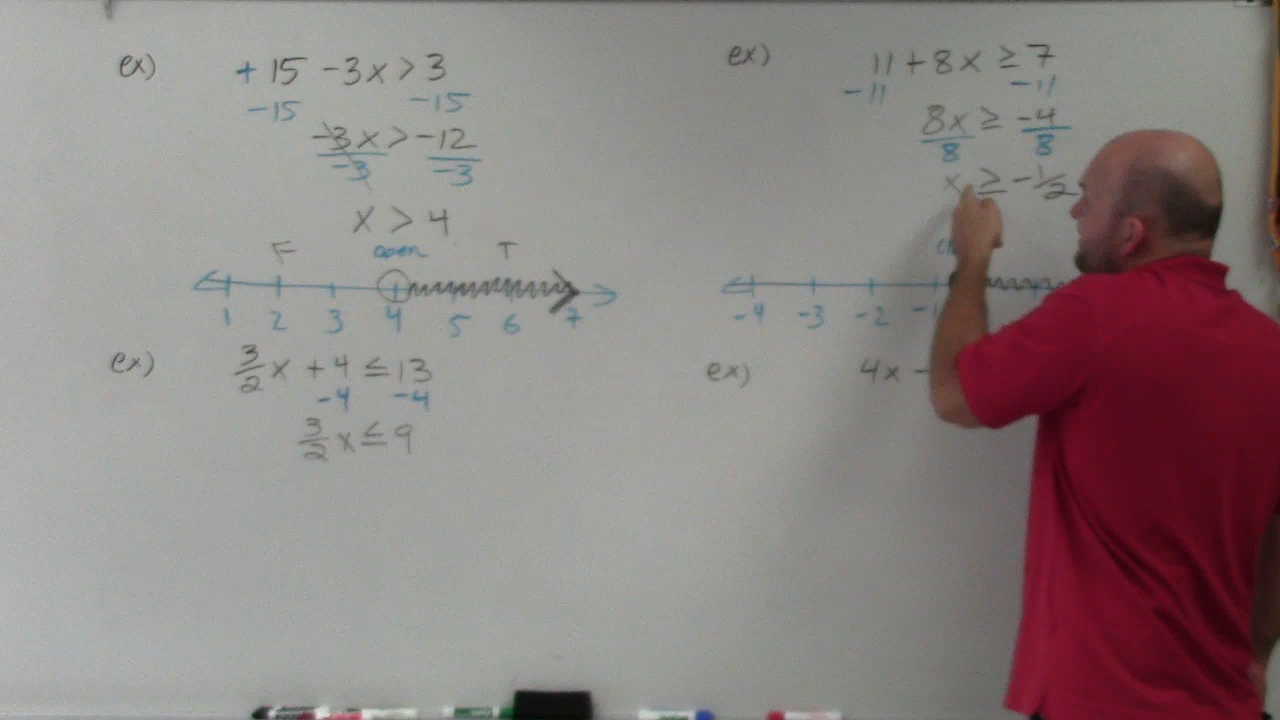 ex) +15 -3x > 3
-15 -15
-3x > -12
-3 -3
x > 4
F open T
1 2 3 4 5 6 7
ex) 3/2 x + 4 ≤ 13
-4 -4
3/2 x ≤ 9
ex) 11 + 8x ≥ 7
-11 -11
8x ≥ -4
8 8
x ≥ -1/2
-4 -3 -2 -1
ex) 4x -